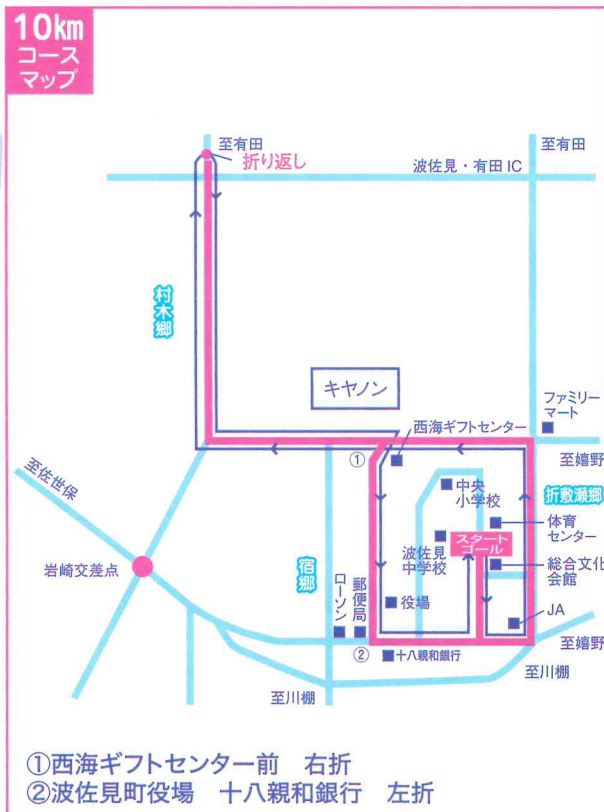 10km
コース
マップ
至有田
折り返し
至有田
波佐見・有田 IC
村木郷
キヤノン
ファミリー
マート
西海ギフトセンター
①
至嬉野
至佐世保
中央
小学校
折敷瀬郷
体育
センター
スタート
ゴール
波佐見
中学校
総合文化
会館
岩崎交差点
宿郷
ローソン
郵便局
役場
JA
②
十八親和銀行
至嬉野
至川棚
至川棚
①西海ギフトセンター前 右折
②波佐見町役場 十八親和銀行 左折